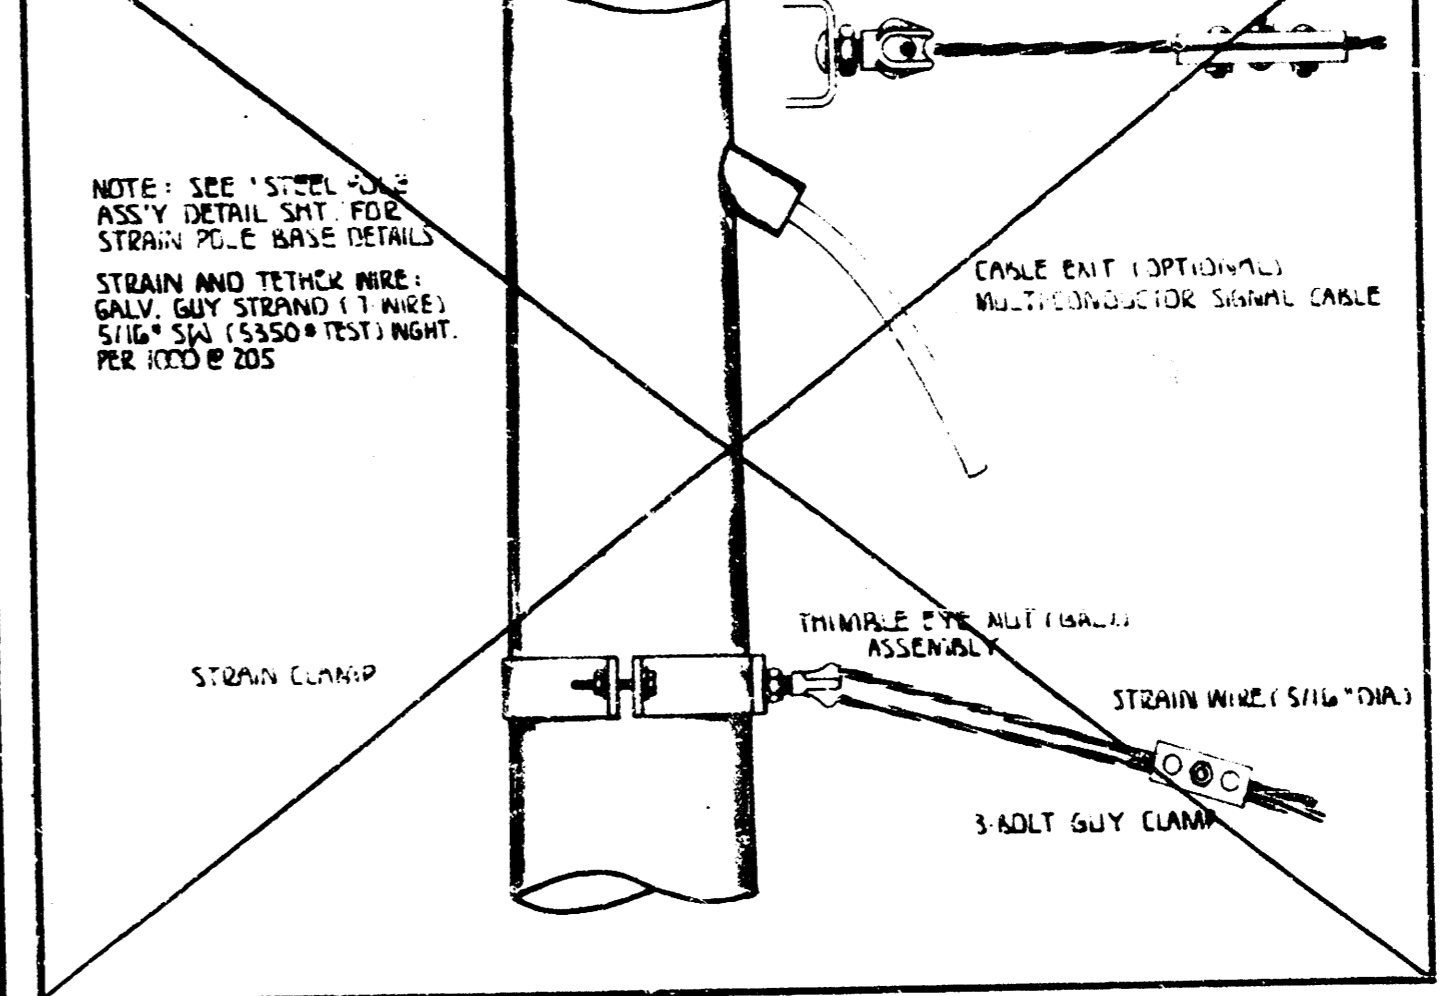 NOTE: SEE 'STEEL POLE
ASS'Y DETAIL SHT. FOR
STRAIN POLE BASE DETAILS
STRAIN AND TETHER WIRE:
GALV. GUY STRAND (7 WIRE)
5/16" SW (5350# TEST) WGHT.
PER 1000 @ 205
CABLE EXIT (OPTIONAL)
MULTI-CONDUCTOR SIGNAL CABLE
THIMBLE EYE NUT (GALV.)
ASSEMBLY
STRAIN CLAMP
STRAIN WIRE (5/16" DIA.)
3-BOLT GUY CLAMP